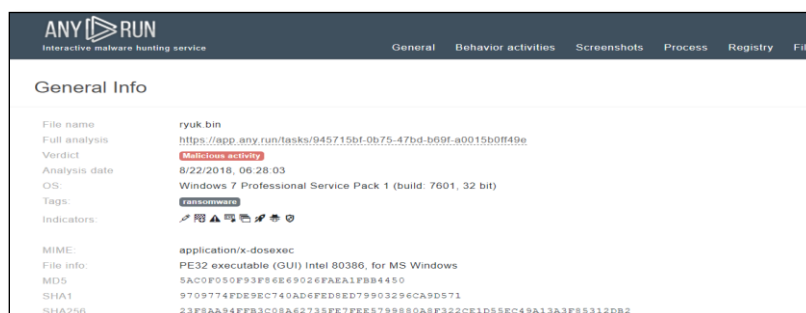 ANY RUN
Interactive malware hunting service
General Behavior activities Screenshots Process Registry Fil
General Info
File name ryuk.bin
Full analysis https://app.any.run/tasks/945715bf-0b75-47bd-b69f-a0015b0ff49e
Verdict Malicious activity
Analysis date 8/22/2018, 06:28:03
OS: Windows 7 Professional Service Pack 1 (build: 7601, 32 bit)
Tags: ransomware
Indicators:
MIME: application/x-dosexec
File info: PE32 executable (GUI) Intel 80386, for MS Windows
MD5 5AC0F050F93F86E69026FAEA1FBB4450
SHA1 9709774FDE9EC740AD6FED8ED79903296CA9D571
SHA256 23F8AA94FFB3C08A62735FE7FEE5799880A8F322CE1D55EC49A13A3F85312DB2